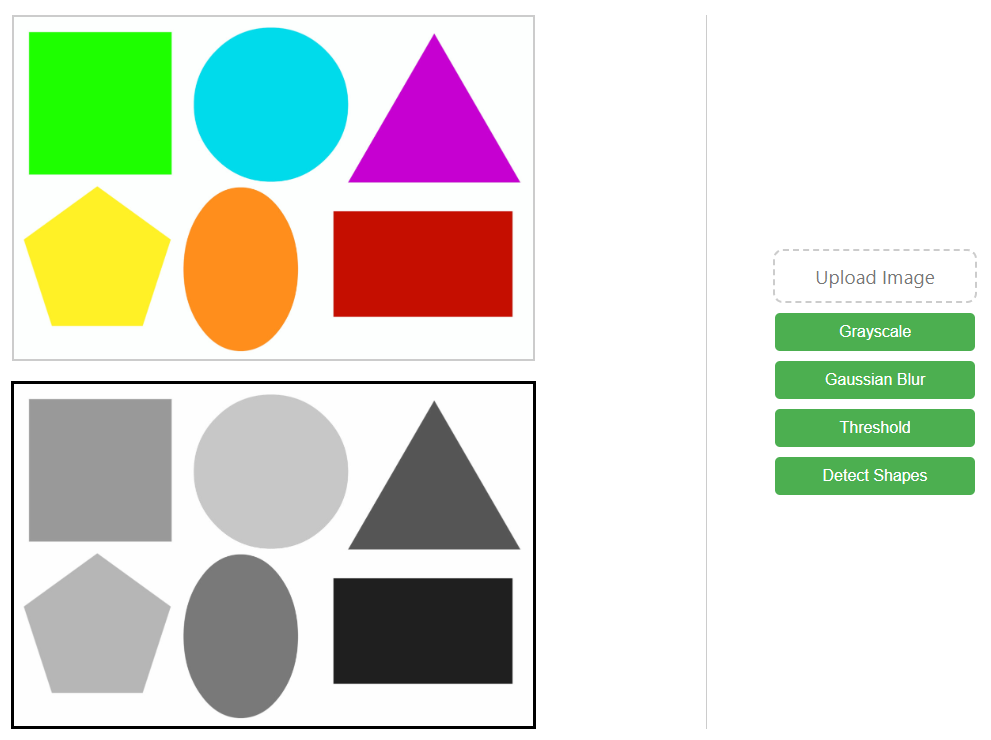 Upload Image
Grayscale
Gaussian Blur
Threshold
Detect Shapes